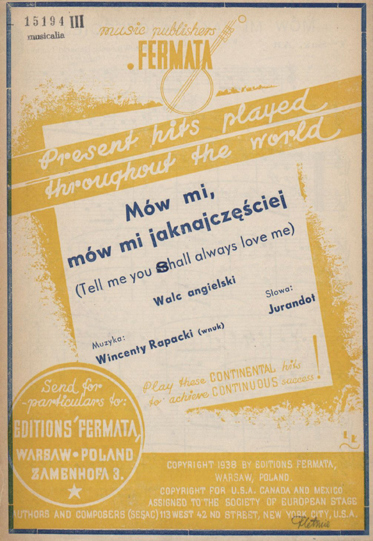 15194 III
musicalia
music publishers
FERMATA
Present hits played
throughout the world
Mów mi,
mów mi jaknajczęściej
(Tell me you Shall always love me)
Walc angielski
Muzyka:
Wincenty Rapacki (wnuk)
Słowa:
Jurandot
Play these CONTINENTAL hits
to achieve CONTINUOUS success!
Send for
particulars to:
EDITIONS "FERMATA,
WARSAW • POLAND
ZAMENHOFA 3.
COPYRIGHT 1938 BY EDITIONS FERMATA,
WARSAW, POLAND.
COPYRIGHT FOR U.S.A. CANADA AND MEXICO
ASSIGNED TO THE SOCIETY OF EUROPEAN STAGE
AUTHORS AND COMPOSERS (SESAC) 113 WEST 42 ND STREET, NEW YORK CITY, U.S.A.